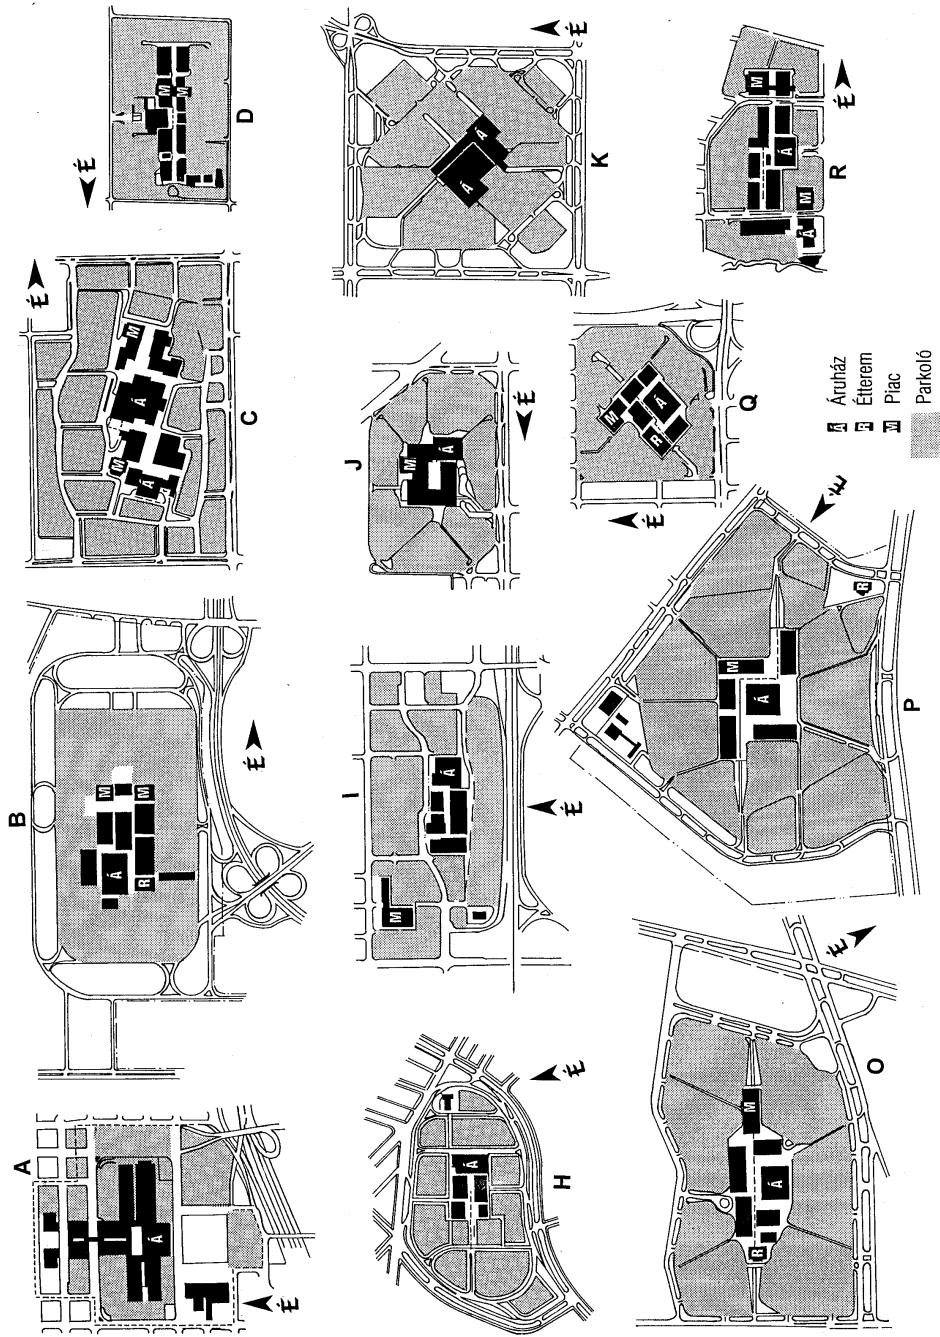 A
Á
É
B
R
Á
M
M
É
C
M
Á
Á
M
É
D
M
M
É
H
Á
É
I
M
Á
É
J
M
Á
É
K
Á
Á
É
O
R
Á
M
É
P
Á
M
R
É
Q
M
R
Á
É
R
Á
M
Á
M
É
Á Áruház
R Étterem
M Piac
Parkoló